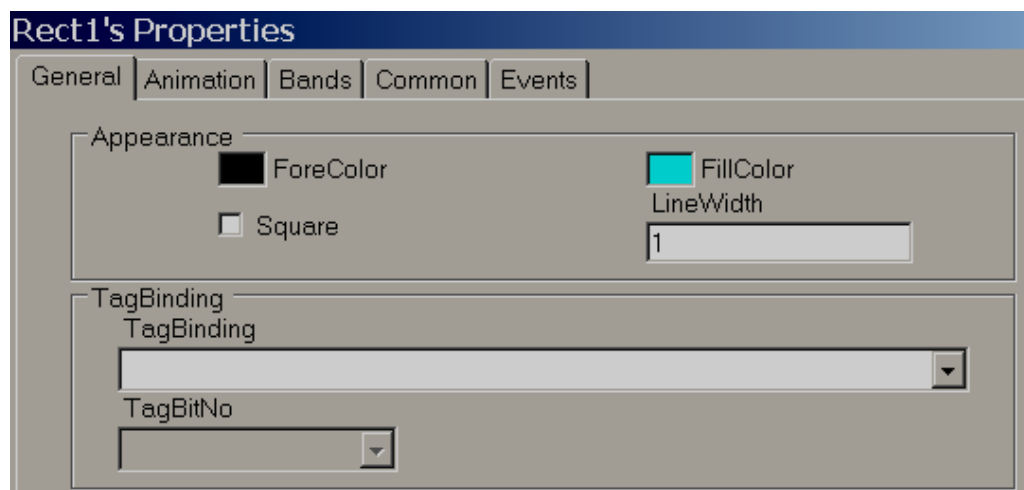 Rect1's Properties
General Animation Bands Common Events
Appearance
ForeColor FillColor
LineWidth
Square
1
TagBinding
TagBinding
TagBitNo